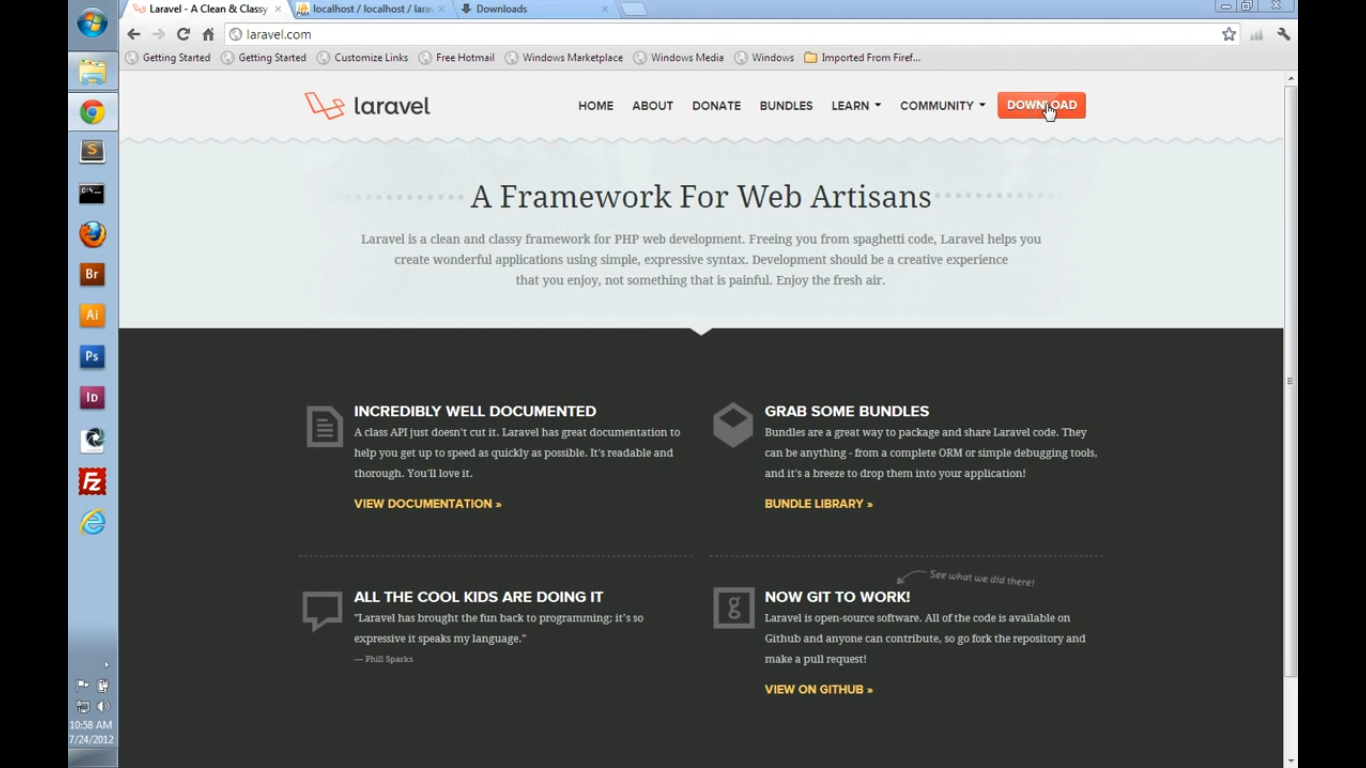 Laravel - A Clean & Classy
localhost / localhost / larav
Downloads
laravel.com
Getting Started
Getting Started
Customize Links
Free Hotmail
Windows Marketplace
Windows Media
Windows
Imported From Firef...
laravel
HOME ABOUT DONATE BUNDLES LEARN COMMUNITY DOWNLOAD
A Framework For Web Artisans
Laravel is a clean and classy framework for PHP web development. Freeing you from spaghetti code, Laravel helps you
create wonderful applications using simple, expressive syntax. Development should be a creative experience
that you enjoy, not something that is painful. Enjoy the fresh air.
INCREDIBLY WELL DOCUMENTED
A class API just doesn't cut it. Laravel has great documentation to
help you get up to speed as quickly as possible. It's readable and
thorough. You'll love it.
VIEW DOCUMENTATION »
GRAB SOME BUNDLES
Bundles are a great way to package and share Laravel code. They
can be anything - from a complete ORM or simple debugging tools,
and it's a breeze to drop them into your application!
BUNDLE LIBRARY »
ALL THE COOL KIDS ARE DOING IT
"Laravel has brought the fun back to programming; it's so
expressive it speaks my language."
— Phill Sparks
See what we did there!
NOW GIT TO WORK!
Laravel is open-source software. All of the code is available on
Github and anyone can contribute, so go fork the repository and
make a pull request!
VIEW ON GITHUB »
S
Br
Ai
Ps
Id
Fz
10:58 AM
7/24/2012